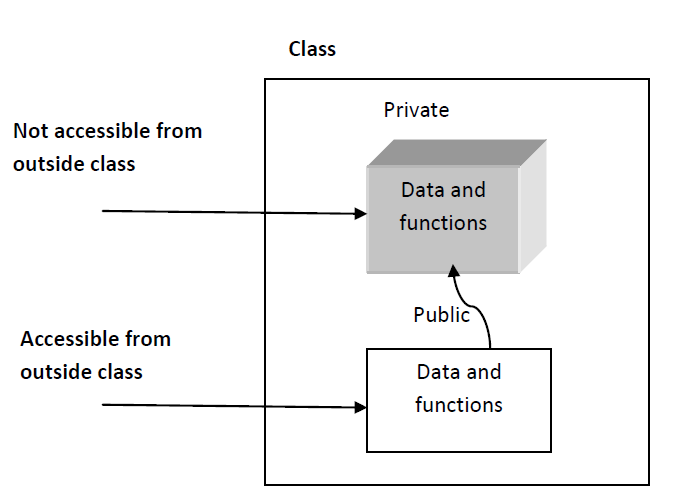 Class
Private
Not accessible from
outside class
Data and
functions
Public
Accessible from
outside class
Data and
functions